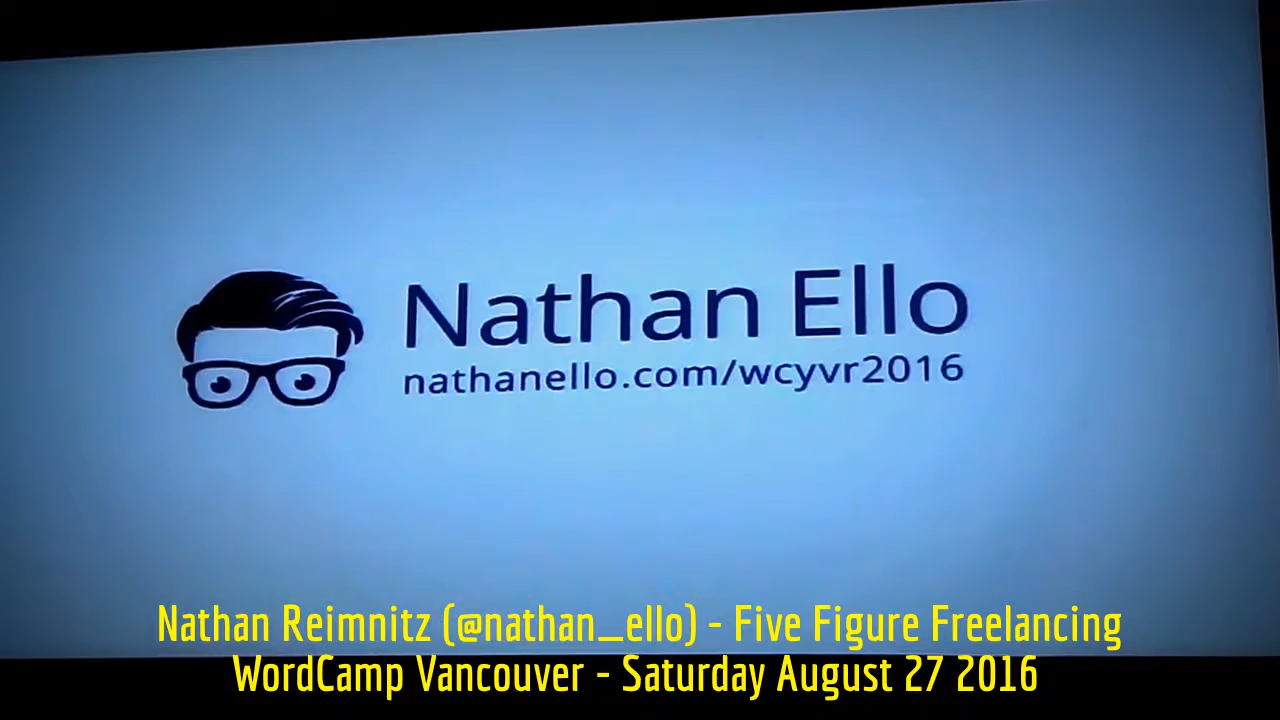 Nathan Ello
nathanello.com/wcyvr2016
Nathan Reimnitz (@nathan_ello) - Five Figure Freelancing
WordCamp Vancouver - Saturday August 27 2016